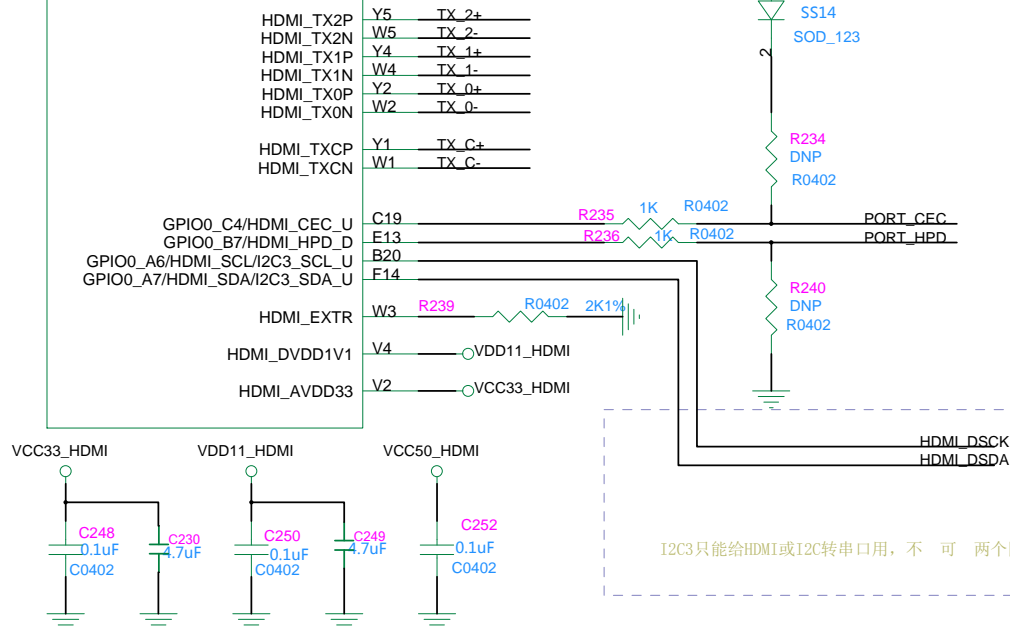 SS14
SOD_123
2
HDMI_TX2P Y5 TX_2+
HDMI_TX2N W5 TX_2-
HDMI_TX1P Y4 TX_1+
HDMI_TX1N W4 TX_1-
HDMI_TX0P Y2 TX_0+
HDMI_TX0N W2 TX_0-
HDMI_TXCP Y1 TX_C+
HDMI_TXCN W1 TX_C-
R234
DNP
R0402
GPIO0_C4/HDMI_CEC_U C19 R235 1K R0402 PORT_CEC
GPIO0_B7/HDMI_HPD_D E13 R236 1K R0402 PORT_HPD
GPIO0_A6/HDMI_SCL/I2C3_SCL_U B20
GPIO0_A7/HDMI_SDA/I2C3_SDA_U F14
R240
DNP
R0402
HDMI_EXTR W3 R239 R0402 2K1%
HDMI_DVDD1V1 V4 VDD11_HDMI
HDMI_AVDD33 V2 VCC33_HDMI
HDMI_DSCK
HDMI_DSDA
VCC33_HDMI VDD11_HDMI VCC50_HDMI
C248
0.1uF
C0402
C230
4.7uF
C250
0.1uF
C0402
C249
4.7uF
C252
0.1uF
C0402
I2C3只能给HDMI或I2C转串口用，不 可 两个